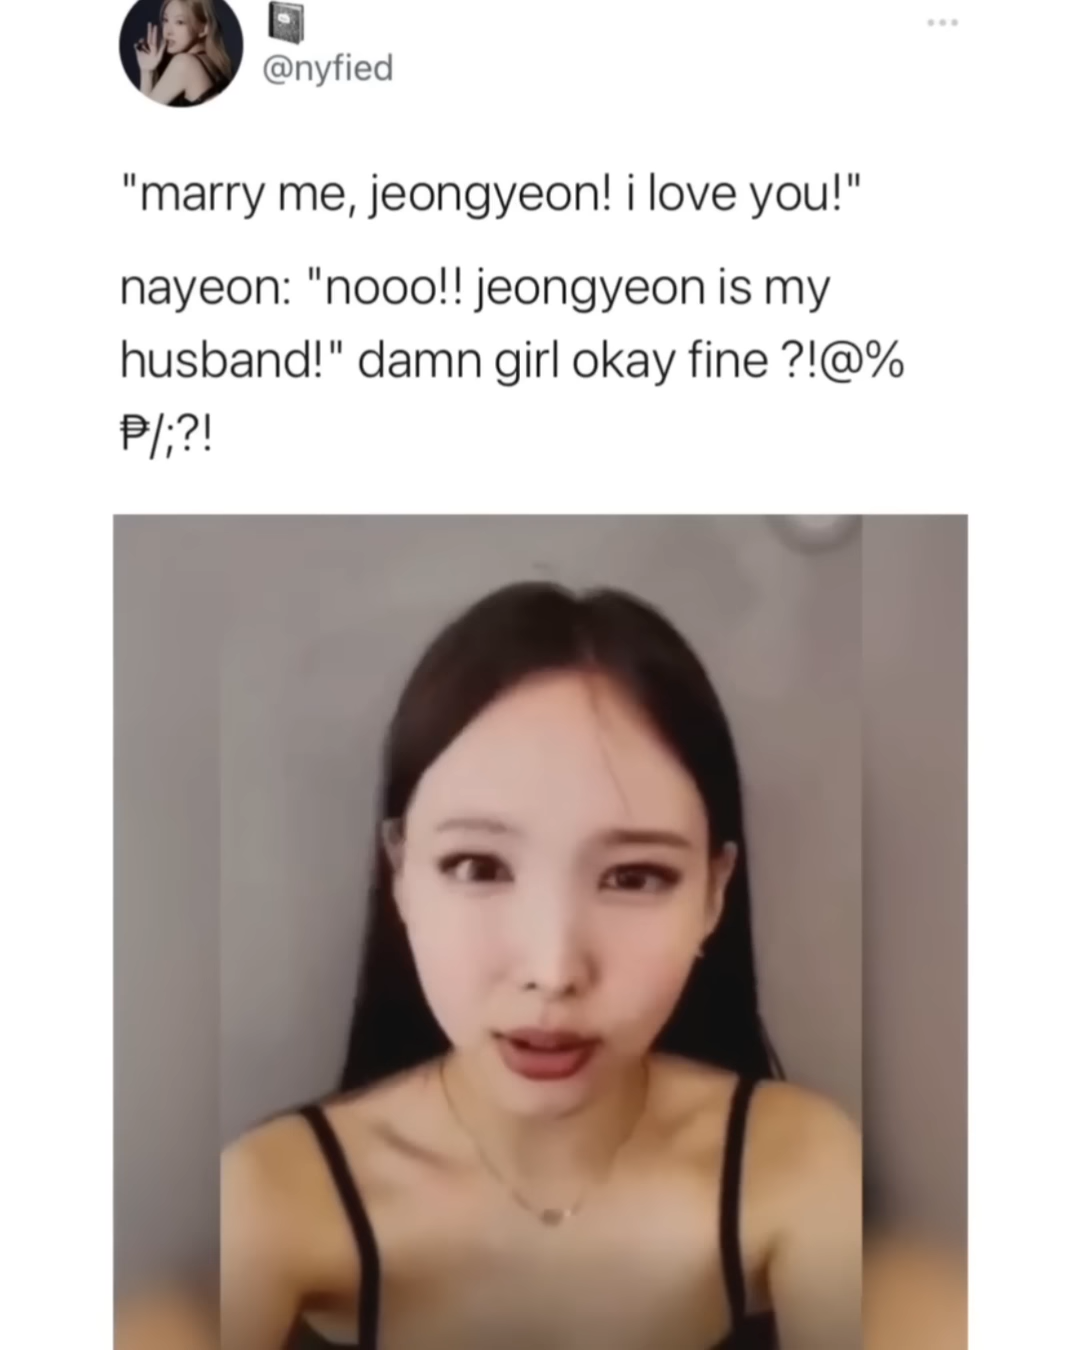 @nyfied
"marry me, jeongyeon! i love you!"
nayeon: "nooo!! jeongyeon is my
husband!" damn girl okay fine ?!@%
₱/;?!